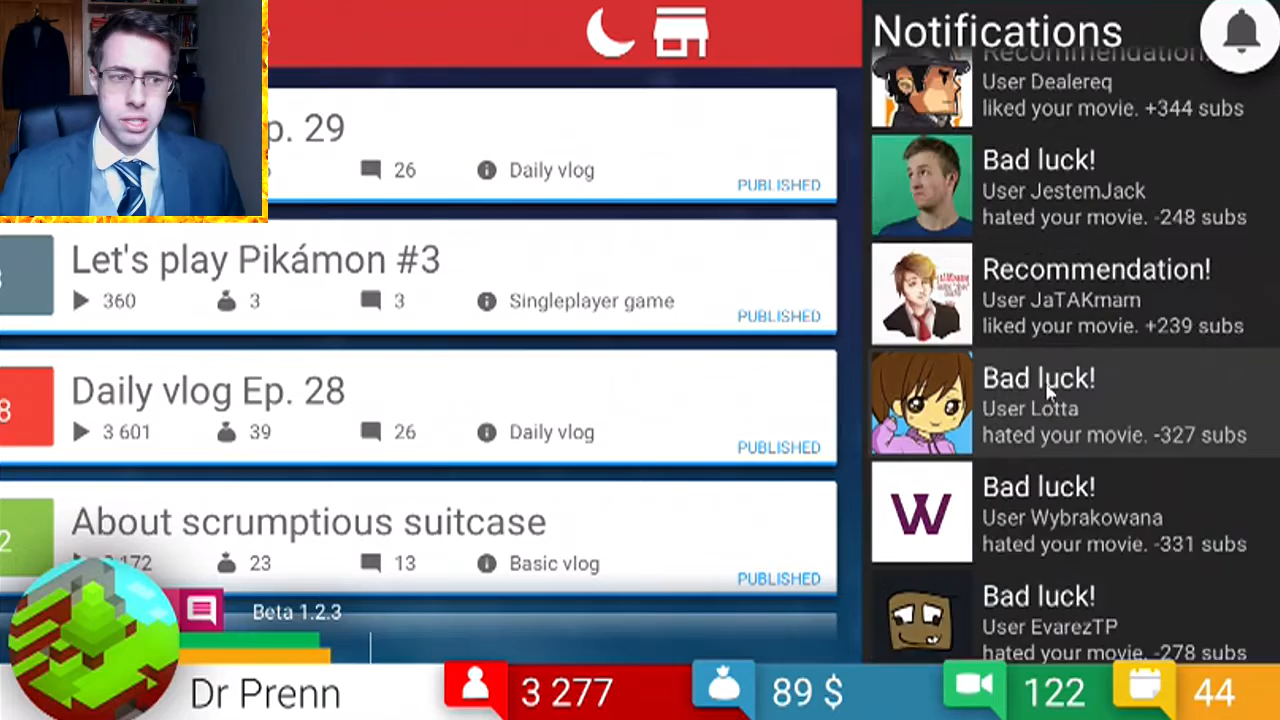 Notifications
Recommendation!
User Dealereq
liked your movie. +344 subs
p. 29
26
Daily vlog
PUBLISHED
Bad luck!
User JestemJack
hated your movie. -248 subs
Let's play Pikámon #3
360
3
3
Singleplayer game
PUBLISHED
Recommendation!
User JaTAKmam
liked your movie. +239 subs
8
Daily vlog Ep. 28
3 601
39
26
Daily vlog
PUBLISHED
Bad luck!
User Lotta
hated your movie. -327 subs
2
About scrumptious suitcase
172
23
13
Basic vlog
PUBLISHED
W
Bad luck!
User Wybrakowana
hated your movie. -331 subs
Bad luck!
User EvarezTP
hated your movie. -278 subs
Beta 1.2.3
Dr Prenn
3 277
89 $
122
44